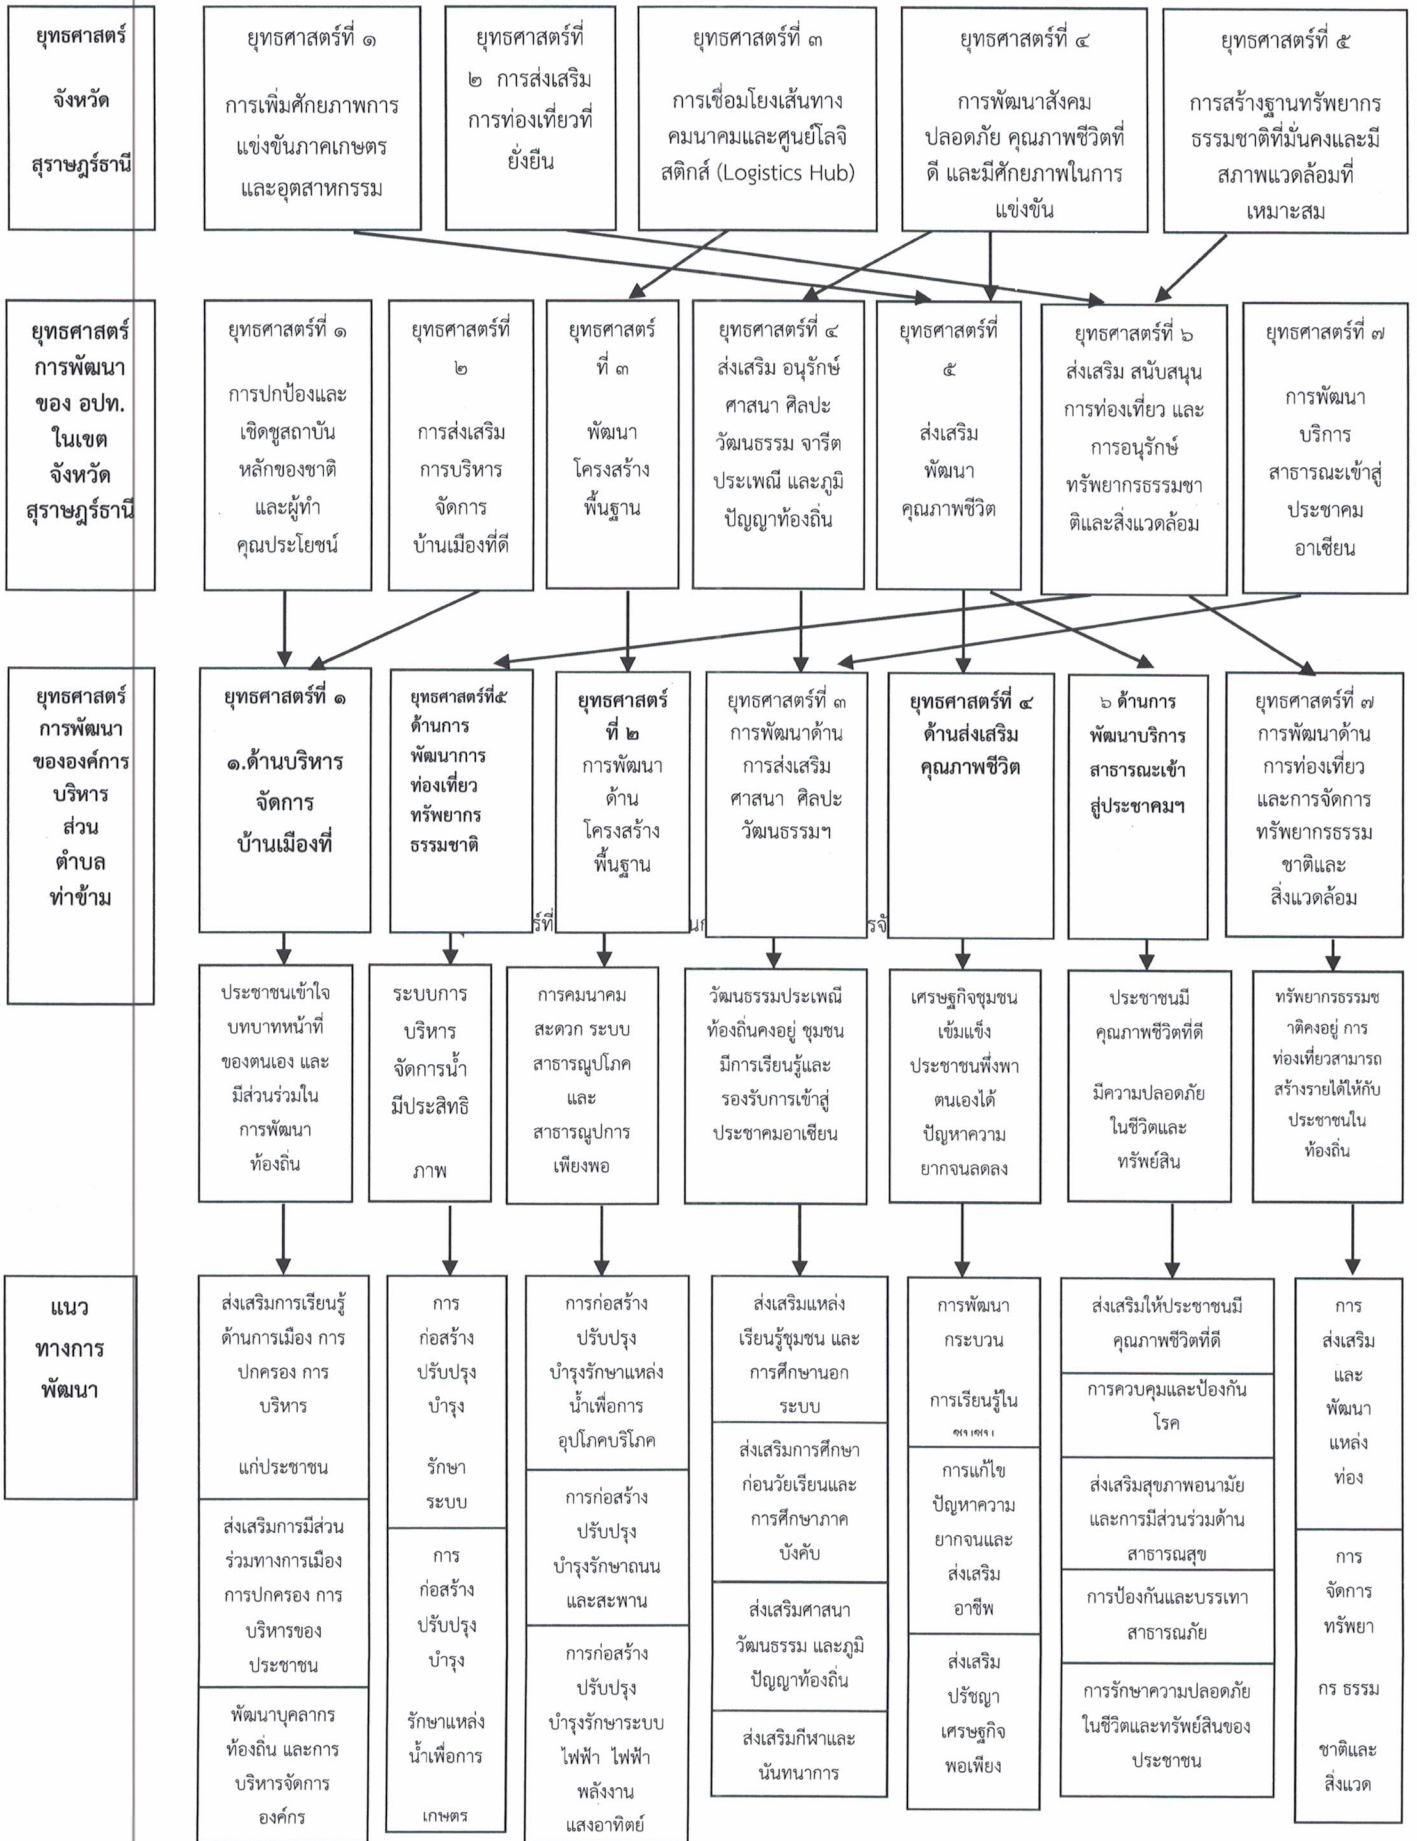 ยุทธศาสตร์
จังหวัด
สุราษฎร์ธานี
ยุทธศาสตร์ที่ ๑
การเพิ่มศักยภาพการ
แข่งขันภาคเกษตร
และอุตสาหกรรม
ยุทธศาสตร์ที่
๒ การส่งเสริม
การท่องเที่ยวที่
ยั่งยืน
ยุทธศาสตร์ที่ ๓
การเชื่อมโยงเส้นทาง
คมนาคมและศูนย์โลจิ
สติกส์ (Logistics Hub)
ยุทธศาสตร์ที่ ๔
การพัฒนาสังคม
ปลอดภัย คุณภาพชีวิตที่
ดี และมีศักยภาพในการ
แข่งขัน
ยุทธศาสตร์ที่ ๕
การสร้างฐานทรัพยากร
ธรรมชาติที่มั่นคงและมี
สภาพแวดล้อมที่
เหมาะสม
ยุทธศาสตร์
การพัฒนา
ของ อปท.
ในเขต
จังหวัด
สุราษฎร์ธานี
ยุทธศาสตร์ที่ ๑
การปกป้องและ
เชิดชูสถาบัน
หลักของชาติ
และผู้ทำ
คุณประโยชน์
ยุทธศาสตร์ที่
๒
การส่งเสริม
การบริหาร
จัดการ
บ้านเมืองที่ดี
ยุทธศาสตร์
ที่ ๓
พัฒนา
โครงสร้าง
พื้นฐาน
ยุทธศาสตร์ที่ ๔
ส่งเสริม อนุรักษ์
ศาสนา ศิลปะ
วัฒนธรรม จารีต
ประเพณี และภูมิ
ปัญญาท้องถิ่น
ยุทธศาสตร์ที่
๕
ส่งเสริม
พัฒนา
คุณภาพชีวิต
ยุทธศาสตร์ที่ ๖
ส่งเสริม สนับสนุน
การท่องเที่ยว และ
การอนุรักษ์
ทรัพยากรธรรมชา
ติและสิ่งแวดล้อม
ยุทธศาสตร์ที่ ๗
การพัฒนา
บริการ
สาธารณะเข้าสู่
ประชาคม
อาเซียน
ยุทธศาสตร์
การพัฒนา
ขององค์การ
บริหาร
ส่วน
ตำบล
ท่าข้าม
ยุทธศาสตร์ที่ ๑
๑.ด้านบริหาร
จัดการ
บ้านเมืองที่
ยุทธศาสตร์ที่๕
ด้านการ
พัฒนาการ
ท่องเที่ยว
ทรัพยากร
ธรรมชาติ
ยุทธศาสตร์
ที่ ๒
การพัฒนา
ด้าน
โครงสร้าง
พื้นฐาน
ยุทธศาสตร์ที่ ๓
การพัฒนาด้าน
การส่งเสริม
ศาสนา ศิลปะ
วัฒนธรรมฯ
ยุทธศาสตร์ที่ ๔
ด้านส่งเสริม
คุณภาพชีวิต
๖ ด้านการ
พัฒนาบริการ
สาธารณะเข้า
สู่ประชาคมฯ
ยุทธศาสตร์ที่ ๗
การพัฒนาด้าน
การท่องเที่ยว
และการจัดการ
ทรัพยากรธรรม
ชาติและ
สิ่งแวดล้อม
ประชาชนเข้าใจ
บทบาทหน้าที่
ของตนเอง และ
มีส่วนร่วมใน
การพัฒนา
ท้องถิ่น
ระบบการ
บริหาร
จัดการน้ำ
มีประสิทธิ
ภาพ
การคมนาคม
สะดวก ระบบ
สาธารณูปโภค
และ
สาธารณูปการ
เพียงพอ
วัฒนธรรมประเพณี
ท้องถิ่นคงอยู่ ชุมชน
มีการเรียนรู้และ
รองรับการเข้าสู่
ประชาคมอาเซียน
เศรษฐกิจชุมชน
เข้มแข็ง
ประชาชนพึ่งพา
ตนเองได้
ปัญหาความ
ยากจนลดลง
ประชาชนมี
คุณภาพชีวิตที่ดี
มีความปลอดภัย
ในชีวิตและ
ทรัพย์สิน
ทรัพยากรธรรมช
าติคงอยู่ การ
ท่องเที่ยวสามารถ
สร้างรายได้ให้กับ
ประชาชนใน
ท้องถิ่น
แนว
ทางการ
พัฒนา
ส่งเสริมการเรียนรู้
ด้านการเมือง การ
ปกครอง การ
บริหาร
แก่ประชาชน
ส่งเสริมการมีส่วน
ร่วมทางการเมือง
การปกครอง การ
บริหารของ
ประชาชน
พัฒนาบุคลากร
ท้องถิ่น และการ
บริหารจัดการ
องค์กร
การ
ก่อสร้าง
ปรับปรุง
บำรุง
รักษา
ระบบ
การ
ก่อสร้าง
ปรับปรุง
บำรุง
รักษาแหล่ง
น้ำเพื่อการ
เกษตร
การก่อสร้าง
ปรับปรุง
บำรุงรักษาแหล่ง
น้ำเพื่อการ
อุปโภคบริโภค
การก่อสร้าง
ปรับปรุง
บำรุงรักษาถนน
และสะพาน
การก่อสร้าง
ปรับปรุง
บำรุงรักษาระบบ
ไฟฟ้า ไฟฟ้า
พลังงาน
แสงอาทิตย์
ส่งเสริมแหล่ง
เรียนรู้ชุมชน และ
การศึกษานอก
ระบบ
ส่งเสริมการศึกษา
ก่อนวัยเรียนและ
การศึกษาภาค
บังคับ
ส่งเสริมศาสนา
วัฒนธรรม และภูมิ
ปัญญาท้องถิ่น
ส่งเสริมกีฬาและ
นันทนาการ
การพัฒนา
กระบวน
การเรียนรู้ใน
การแก้ไข
ปัญหาความ
ยากจนและ
ส่งเสริม
อาชีพ
ส่งเสริม
ปรัชญา
เศรษฐกิจ
พอเพียง
ส่งเสริมให้ประชาชนมี
คุณภาพชีวิตที่ดี
การควบคุมและป้องกัน
โรค
ส่งเสริมสุขภาพอนามัย
และการมีส่วนร่วมด้าน
สาธารณสุข
การป้องกันและบรรเทา
สาธารณภัย
การรักษาความปลอดภัย
ในชีวิตและทรัพย์สินของ
ประชาชน
การ
ส่งเสริม
และ
พัฒนา
แหล่ง
ท่อง
การ
จัดการ
ทรัพยา
กร ธรรม
ชาติและ
สิ่งแวด